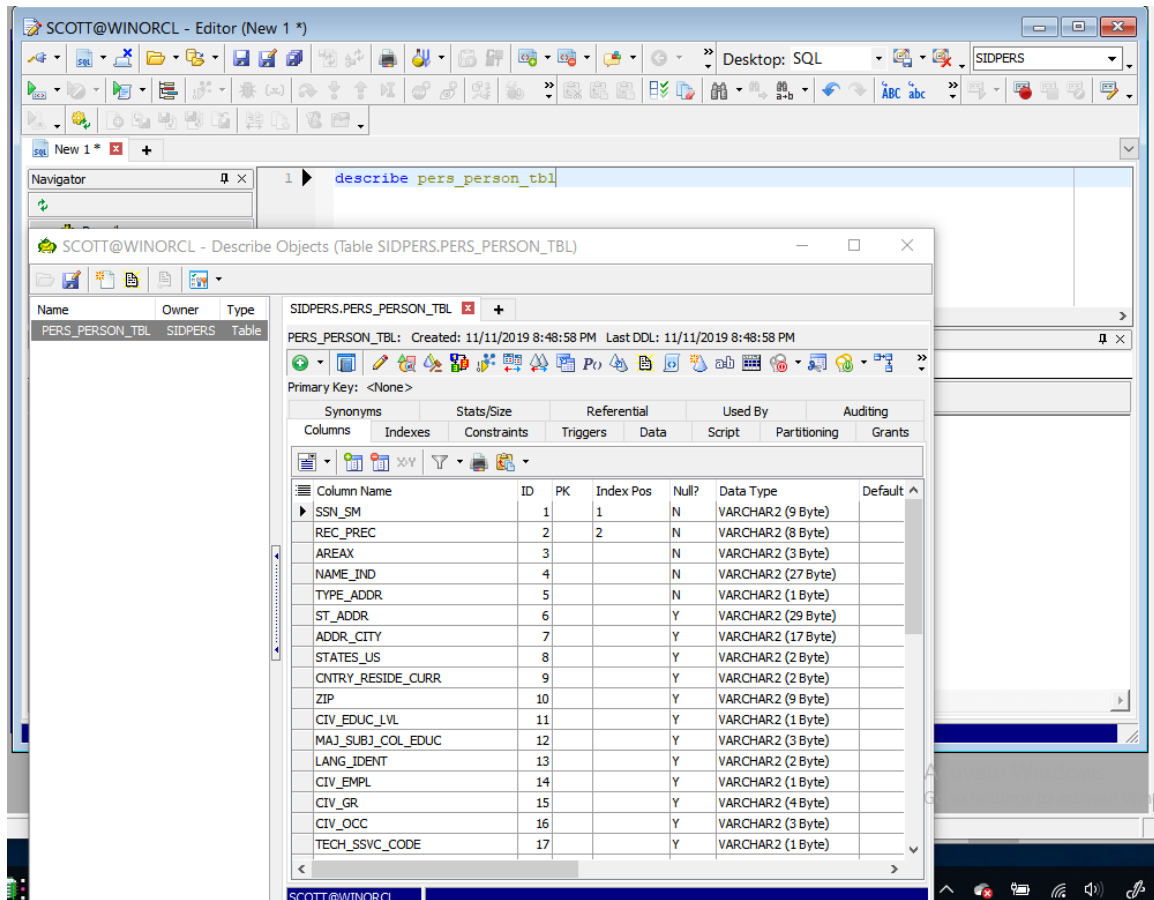 SCOTT@WINORCL - Editor (New 1 *)
Desktop: SQL
SIDPERS
New 1 *
Navigator
1 describe pers_person_tbl
SCOTT@WINORCL - Describe Objects (Table SIDPERS.PERS_PERSON_TBL)
Name Owner Type
PERS_PERSON_TBL SIDPERS Table
SIDPERS.PERS_PERSON_TBL
PERS_PERSON_TBL: Created: 11/11/2019 8:48:58 PM Last DDL: 11/11/2019 8:48:58 PM
Primary Key: <None>
Synonyms Stats/Size Referential Used By Auditing
Columns Indexes Constraints Triggers Data Script Partitioning Grants
Column Name ID PK Index Pos Null? Data Type Default
SSN_SM 1 1 N VARCHAR2 (9 Byte)
REC_PREC 2 2 N VARCHAR2 (8 Byte)
AREAX 3 N VARCHAR2 (3 Byte)
NAME_IND 4 N VARCHAR2 (27 Byte)
TYPE_ADDR 5 N VARCHAR2 (1 Byte)
ST_ADDR 6 Y VARCHAR2 (29 Byte)
ADDR_CITY 7 Y VARCHAR2 (17 Byte)
STATES_US 8 Y VARCHAR2 (2 Byte)
CNTRY_RESIDE_CURR 9 Y VARCHAR2 (2 Byte)
ZIP 10 Y VARCHAR2 (9 Byte)
CIV_EDUC_LVL 11 Y VARCHAR2 (1 Byte)
MAJ_SUBJ_COL_EDUC 12 Y VARCHAR2 (3 Byte)
LANG_IDENT 13 Y VARCHAR2 (2 Byte)
CIV_EMPL 14 Y VARCHAR2 (1 Byte)
CIV_GR 15 Y VARCHAR2 (4 Byte)
CIV_OCC 16 Y VARCHAR2 (3 Byte)
TECH_SSVC_CODE 17 Y VARCHAR2 (1 Byte)
SCOTT@WINORCL